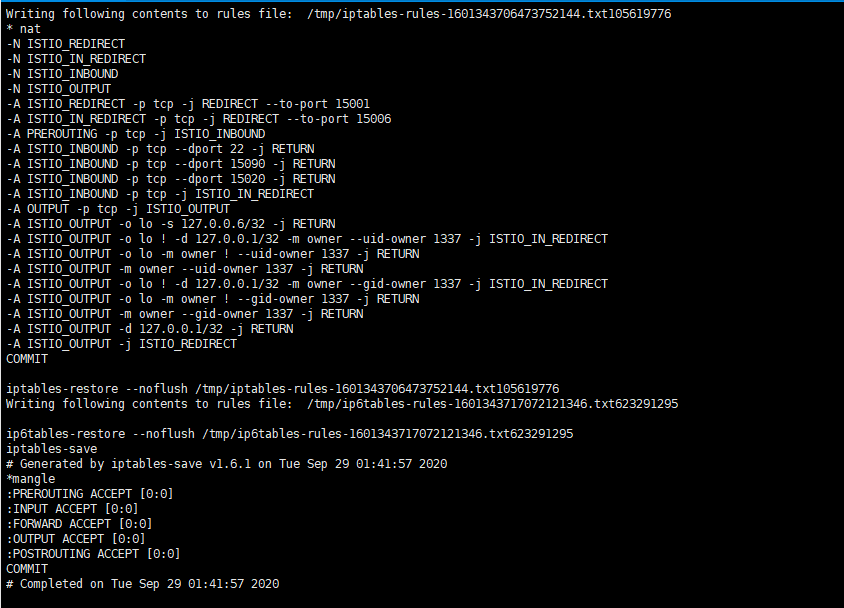 Writing following contents to rules file:  /tmp/iptables-rules-1601343706473752144.txt105619776
* nat
-N ISTIO_REDIRECT
-N ISTIO_IN_REDIRECT
-N ISTIO_INBOUND
-N ISTIO_OUTPUT
-A ISTIO_REDIRECT -p tcp -j REDIRECT --to-port 15001
-A ISTIO_IN_REDIRECT -p tcp -j REDIRECT --to-port 15006
-A PREROUTING -p tcp -j ISTIO_INBOUND
-A ISTIO_INBOUND -p tcp --dport 22 -j RETURN
-A ISTIO_INBOUND -p tcp --dport 15090 -j RETURN
-A ISTIO_INBOUND -p tcp --dport 15020 -j RETURN
-A ISTIO_INBOUND -p tcp -j ISTIO_IN_REDIRECT
-A OUTPUT -p tcp -j ISTIO_OUTPUT
-A ISTIO_OUTPUT -o lo -s 127.0.0.6/32 -j RETURN
-A ISTIO_OUTPUT -o lo ! -d 127.0.0.1/32 -m owner --uid-owner 1337 -j ISTIO_IN_REDIRECT
-A ISTIO_OUTPUT -o lo -m owner ! --uid-owner 1337 -j RETURN
-A ISTIO_OUTPUT -m owner --uid-owner 1337 -j RETURN
-A ISTIO_OUTPUT -o lo ! -d 127.0.0.1/32 -m owner --gid-owner 1337 -j ISTIO_IN_REDIRECT
-A ISTIO_OUTPUT -o lo -m owner ! --gid-owner 1337 -j RETURN
-A ISTIO_OUTPUT -m owner --gid-owner 1337 -j RETURN
-A ISTIO_OUTPUT -d 127.0.0.1/32 -j RETURN
-A ISTIO_OUTPUT -j ISTIO_REDIRECT
COMMIT
iptables-restore --noflush /tmp/iptables-rules-1601343706473752144.txt105619776
Writing following contents to rules file:  /tmp/ip6tables-rules-1601343717072121346.txt623291295
ip6tables-restore --noflush /tmp/ip6tables-rules-1601343717072121346.txt623291295
iptables-save
# Generated by iptables-save v1.6.1 on Tue Sep 29 01:41:57 2020
*mangle
:PREROUTING ACCEPT [0:0]
:INPUT ACCEPT [0:0]
:FORWARD ACCEPT [0:0]
:OUTPUT ACCEPT [0:0]
:POSTROUTING ACCEPT [0:0]
COMMIT
# Completed on Tue Sep 29 01:41:57 2020